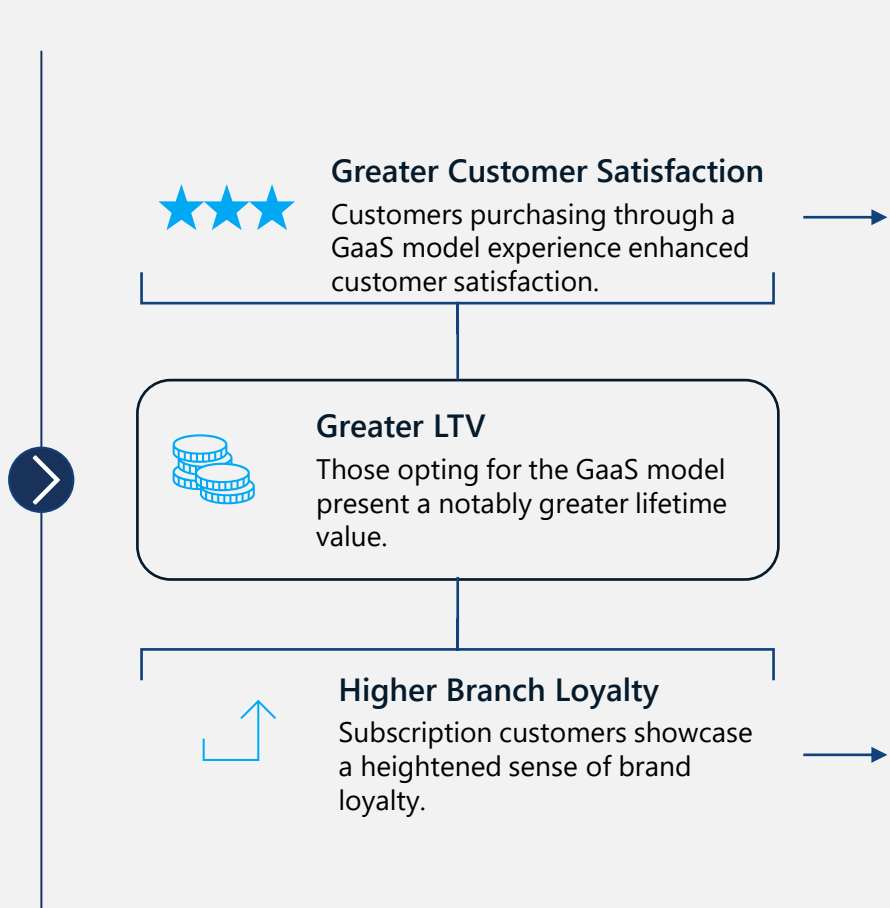 Greater Customer Satisfaction
Customers purchasing through a
GaaS model experience enhanced
customer satisfaction.
Greater LTV
Those opting for the GaaS model
present a notably greater lifetime
value.
Higher Branch Loyalty
Subscription customers showcase
a heightened sense of brand
loyalty.